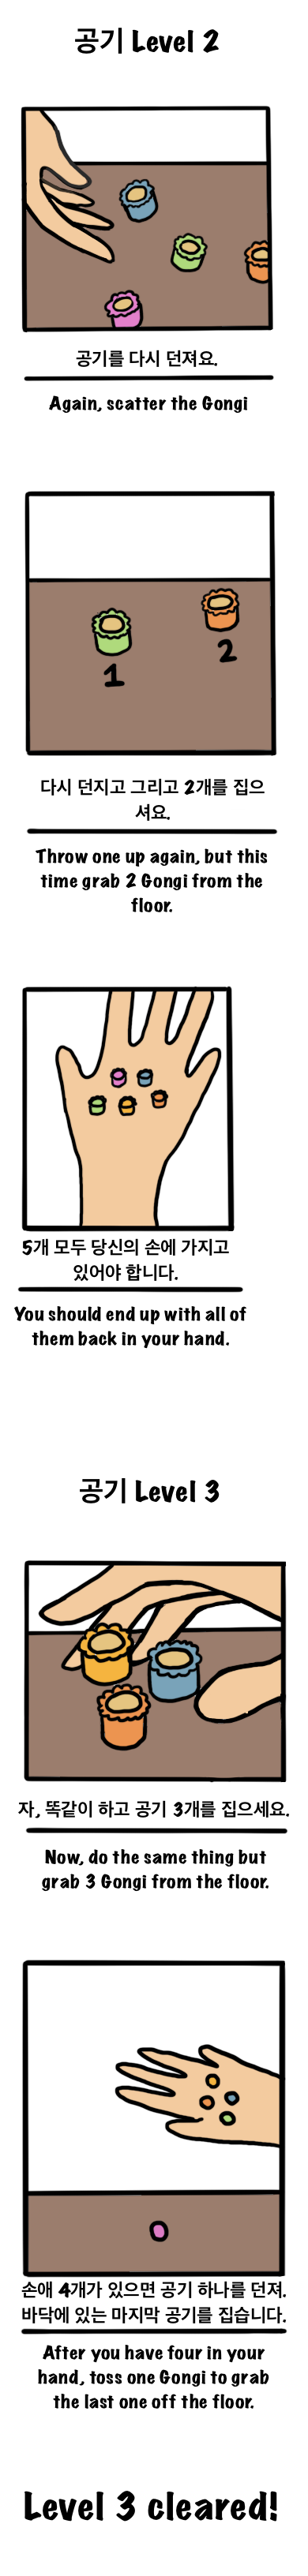 공기 Level 2
공기를 다시 던져요.
Again, scatter the Gongi
1
2
다시 던지고 그리고 2개를 집으
셔요.
Throw one up again, but this
time grab 2 Gongi from the
floor.
5개 모두 당신의 손에 가지고
있어야 합니다.
You should end up with all of
them back in your hand.
공기 Level 3
자, 똑같이 하고 공기 3개를 집으세요.
Now, do the same thing but
grab 3 Gongi from the floor.
손애 4개가 있으면 공기 하나를 던져.
바닥에 있는 마지막 공기를 집습니다.
After you have four in your
hand, toss one Gongi to grab
the last one off the floor.
Level 3 cleared!